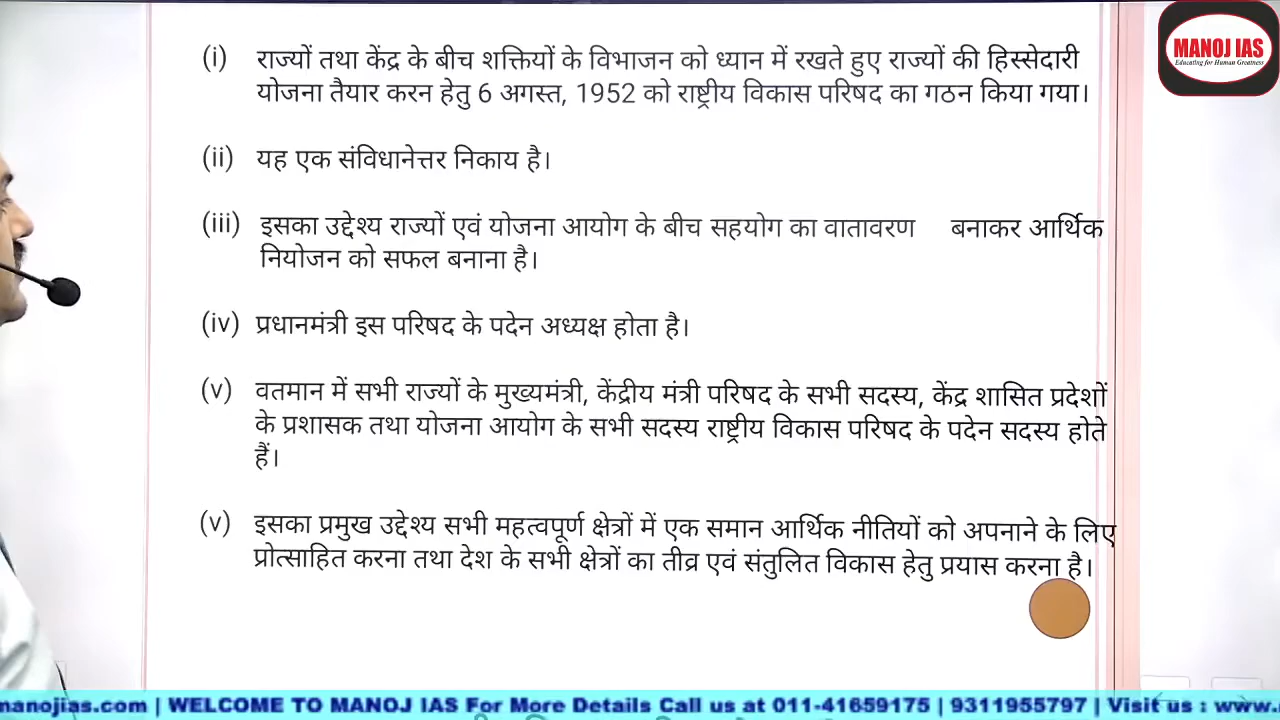 MANOJ IAS
Educating for Human Greatness
(i) राज्यों तथा केंद्र के बीच शक्तियों के विभाजन को ध्यान में रखते हुए राज्यों की हिस्सेदारी
योजना तैयार करन हेतु 6 अगस्त, 1952 को राष्ट्रीय विकास परिषद का गठन किया गया।
(ii) यह एक संविधानेत्तर निकाय है।
(iii) इसका उद्देश्य राज्यों एवं योजना आयोग के बीच सहयोग का वातावरण बनाकर आर्थिक
नियोजन को सफल बनाना है।
(iv) प्रधानमंत्री इस परिषद के पदेन अध्यक्ष होता है।
(v) वतमान में सभी राज्यों के मुख्यमंत्री, केंद्रीय मंत्री परिषद के सभी सदस्य, केंद्र शासित प्रदेशों
के प्रशासक तथा योजना आयोग के सभी सदस्य राष्ट्रीय विकास परिषद के पदेन सदस्य होते
हैं।
(v) इसका प्रमुख उद्देश्य सभी महत्वपूर्ण क्षेत्रों में एक समान आर्थिक नीतियों को अपनाने के लिए
प्रोत्साहित करना तथा देश के सभी क्षेत्रों का तीव्र एवं संतुलित विकास हेतु प्रयास करना है।
manojias.com | WELCOME TO MANOJ IAS For More Details Call us at 011-41659175 | 9311955797 | Visit us : www.